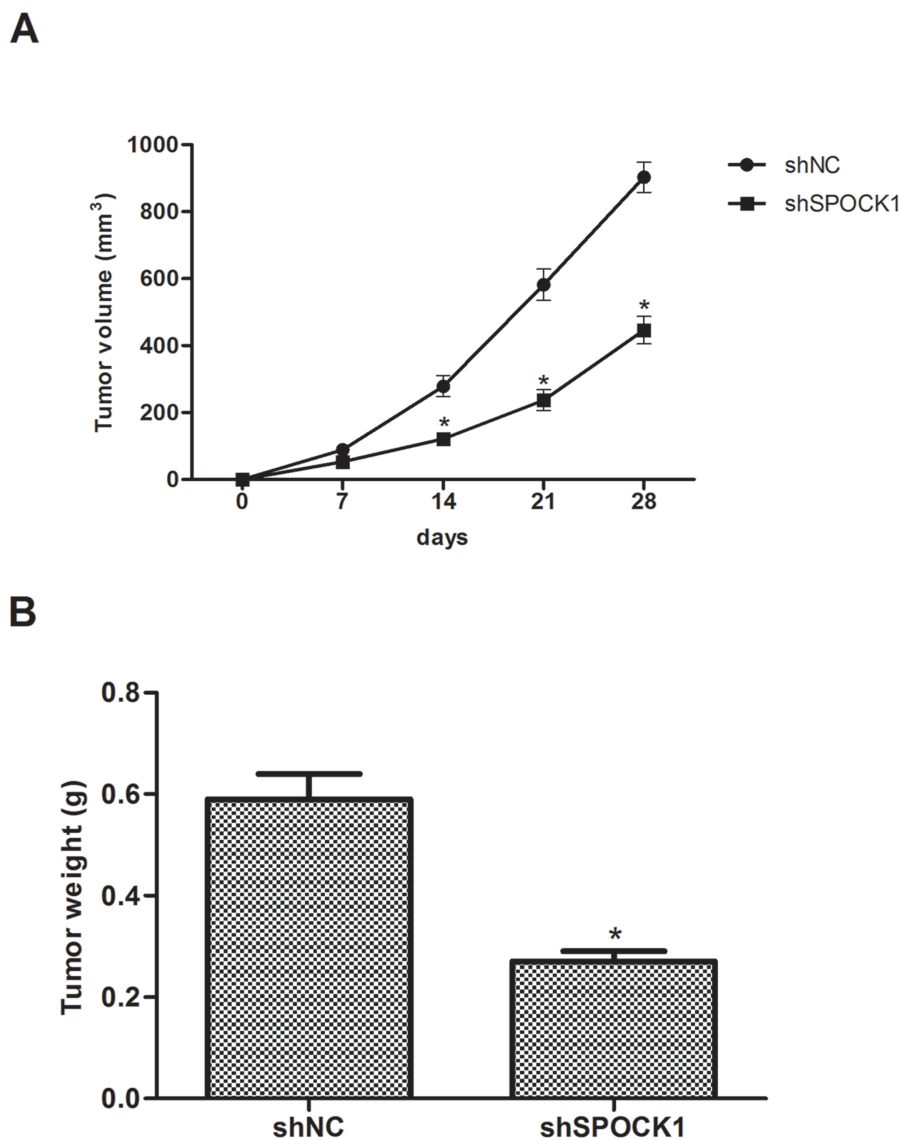 A
1000
800
600
400
200
0
Tumor volume (mm³)
0 7 14 21 28
days
shNC
shSPOCK1
*
*
*
B
0.8
0.6
0.4
0.2
0.0
Tumor weight (g)
*
shNC shSPOCK1